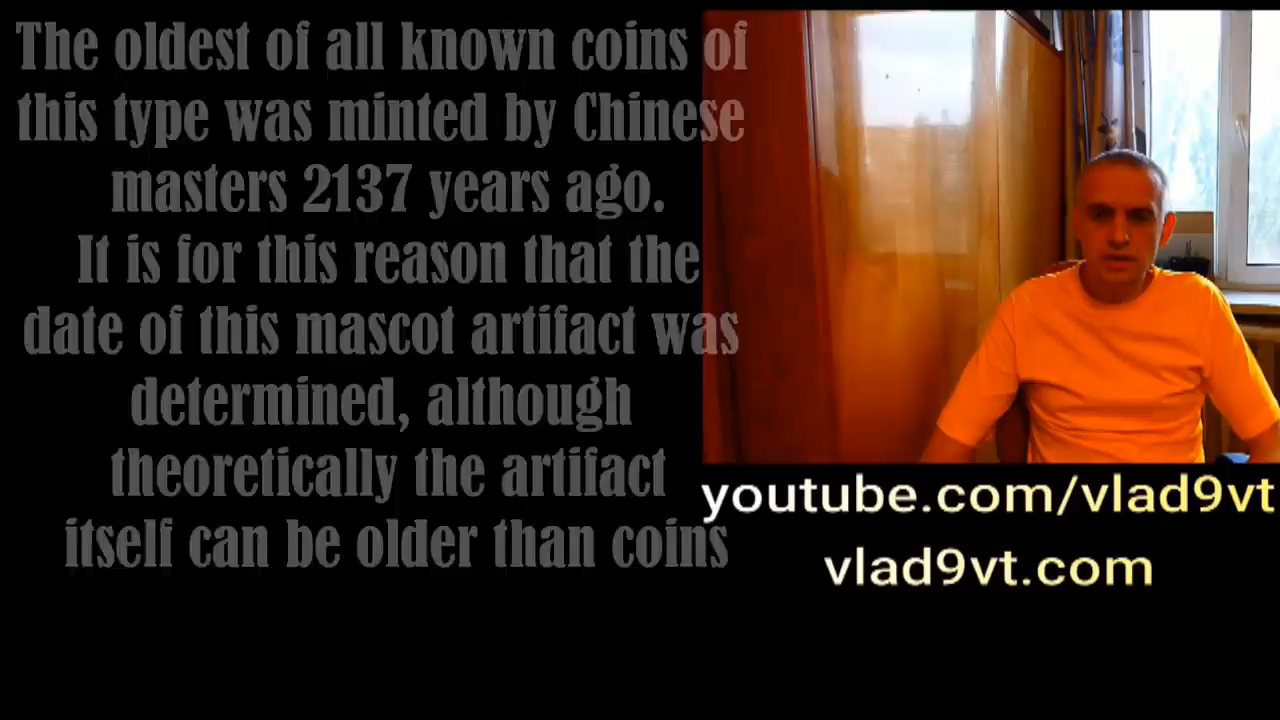 The oldest of all known coins of
this type was minted by Chinese
masters 2137 years ago.
It is for this reason that the
date of this mascot artifact was
determined, although
theoretically the artifact
itself can be older than coins
youtube.com/vlad9vt
vlad9vt.com